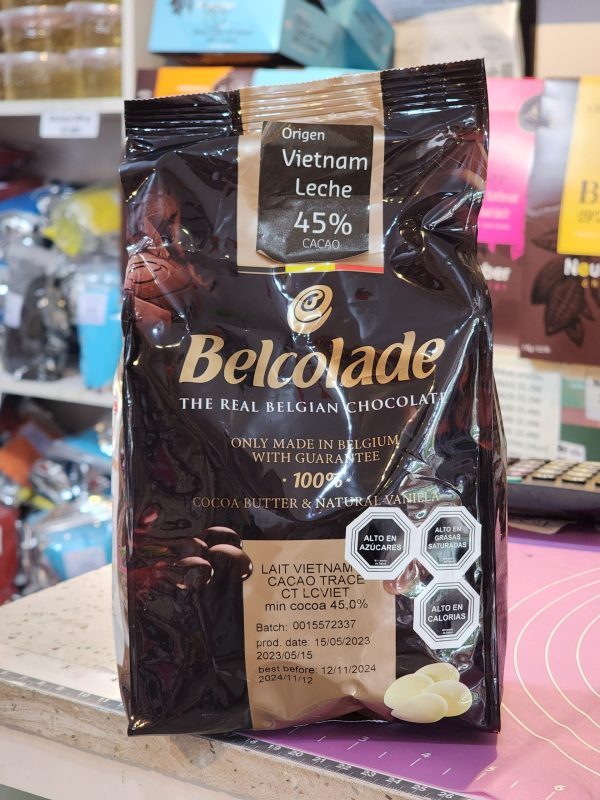 Origen
Vietnam
Leche
45%
CACAO
Belcolade
THE REAL BELGIAN CHOCOLATE
ONLY MADE IN BELGIUM
WITH GUARANTEE
· 100% ·
COCOA BUTTER & NATURAL VANILLA
ALTO EN
AZÚCARES
ALTO EN
GRASAS
SATURADAS
ALTO EN
CALORÍAS
LAIT VIETNAM
CACAO TRACE
CT LCVIET
min cocoa 45,0%
Batch: 0015572337
prod. date: 15/05/2023
2023/05/15
best before: 12/11/2024
2024/11/12